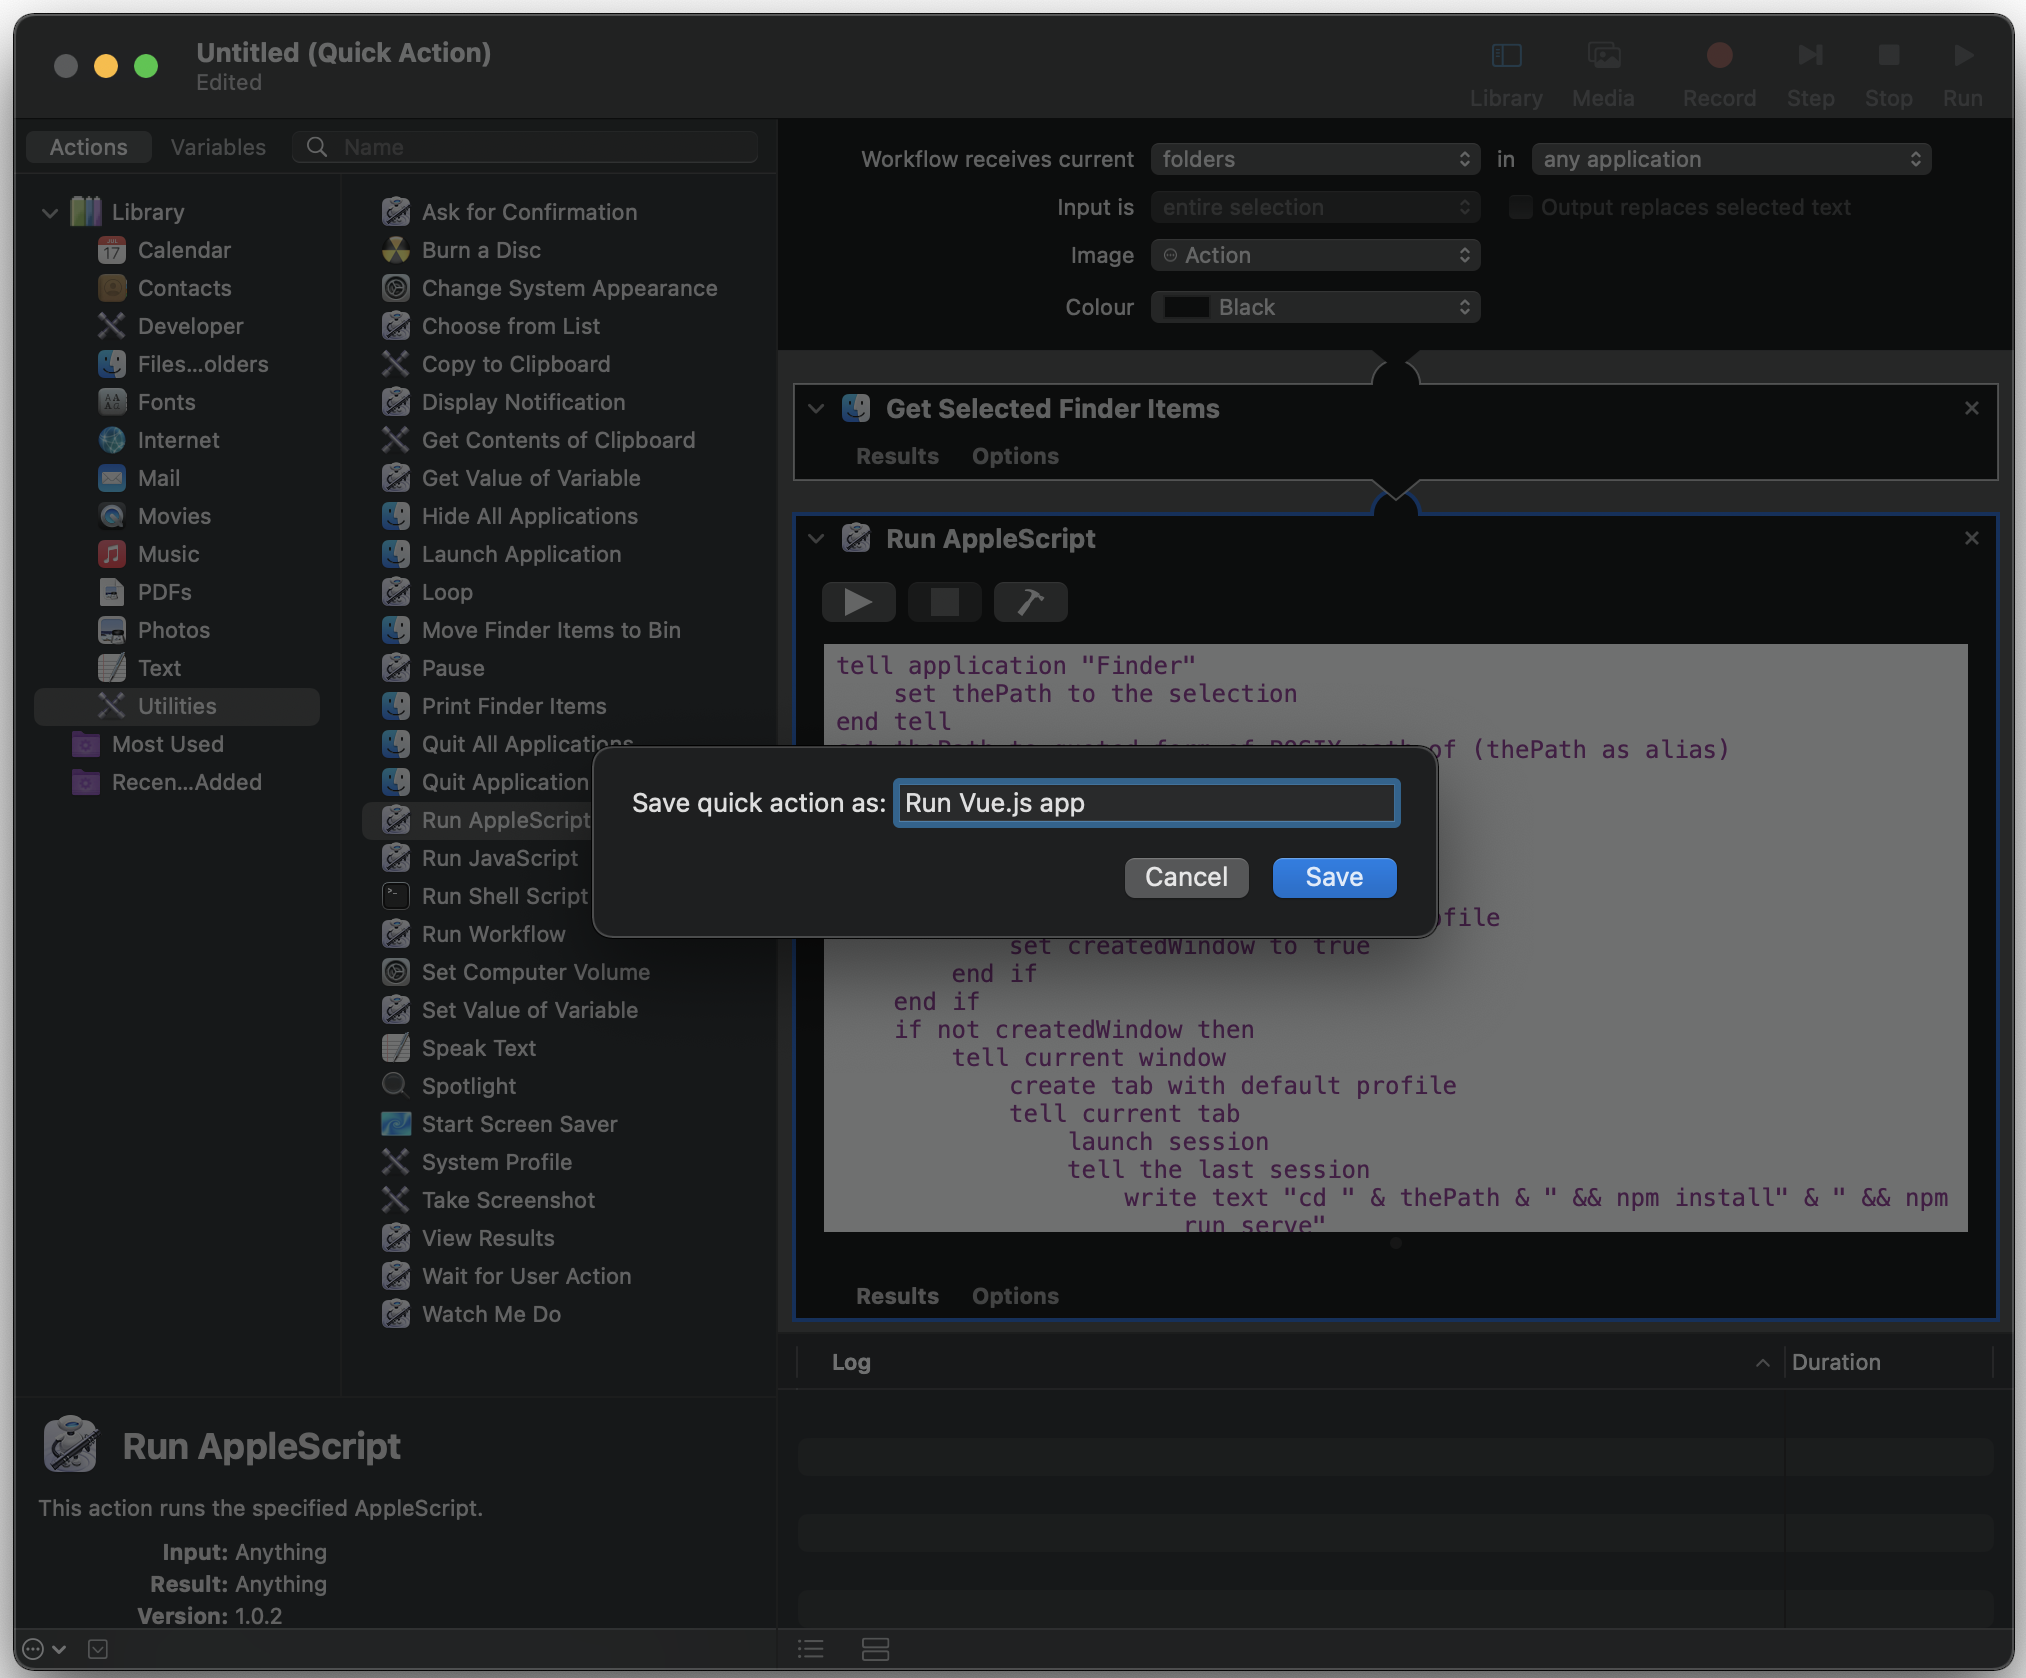 Untitled (Quick Action)
Edited
Library
Media
Record
Step
Stop
Run
Actions
Variables
Name
Library
Calendar
Contacts
Developer
Files...olders
Fonts
Internet
Mail
Movies
Music
PDFs
Photos
Text
Utilities
Most Used
Recen...Added
Ask for Confirmation
Burn a Disc
Change System Appearance
Choose from List
Copy to Clipboard
Display Notification
Get Contents of Clipboard
Get Value of Variable
Hide All Applications
Launch Application
Loop
Move Finder Items to Bin
Pause
Print Finder Items
Quit All Applications
Quit Application
Run AppleScript
Run JavaScript
Run Shell Script
Run Workflow
Set Computer Volume
Set Value of Variable
Speak Text
Spotlight
Start Screen Saver
System Profile
Take Screenshot
View Results
Wait for User Action
Watch Me Do
Workflow receives current folders in any application
Input is entire selection Output replaces selected text
Image Action
Colour Black
Get Selected Finder Items
Results Options
Run AppleScript
tell application "Finder"
set thePath to the selection
end tell
set thePath to quoted form of POSIX path of (thePath as alias)
Save quick action as: Run Vue.js app
Cancel
Save
set createdWindow to true
end if
end if
if not createdWindow then
tell current window
create tab with default profile
tell current tab
launch session
tell the last session
write text "cd " & thePath & " && npm install" & " && npm
run serve"
Results Options
Log
Duration
Run AppleScript
This action runs the specified AppleScript.
Input: Anything
Result: Anything
Version: 1.0.2